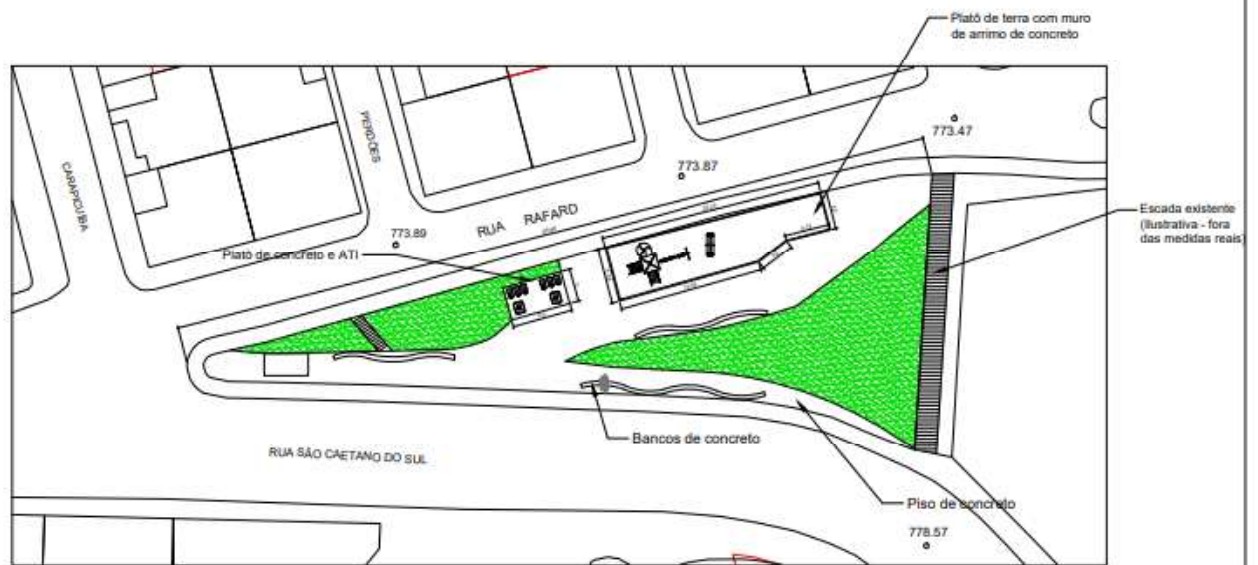 Platô de terra com muro
de arrimo de concreto
773.47
773.87
PERDÕES
CARAPICUÍBA
RUA RAFARD
773.89
Platô de concreto e ATI
Escada existente
(Ilustrativa - fora
das medidas reais)
Bancos de concreto
RUA SÃO CAETANO DO SUL
Piso de concreto
778.57